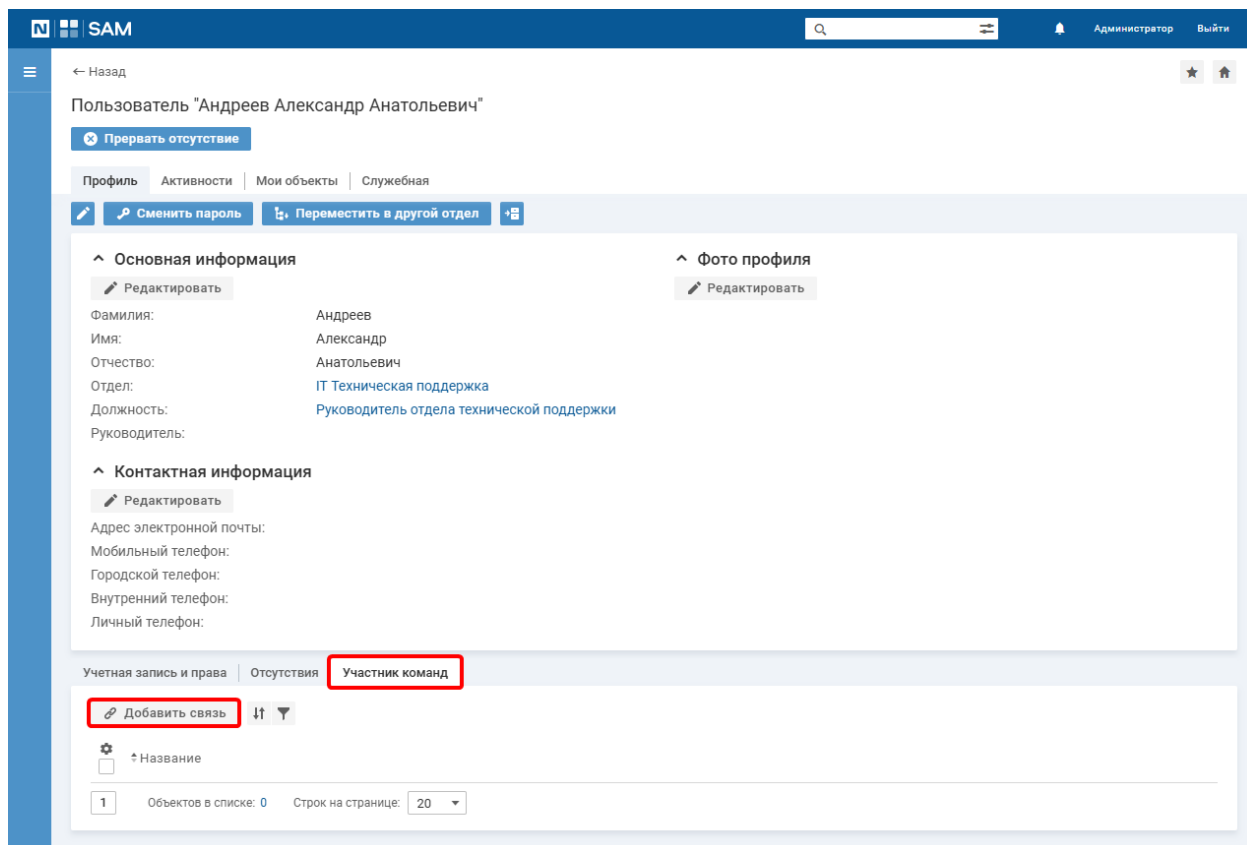 N SAM Администратор Выйти
← Назад
Пользователь "Андреев Александр Анатольевич"
Прервать отсутствие
Профиль Активности Мои объекты Служебная
Сменить пароль Переместить в другой отдел
Основная информация
Редактировать
Фамилия: Андреев
Имя: Александр
Отчество: Анатольевич
Отдел: IT Техническая поддержка
Должность: Руководитель отдела технической поддержки
Руководитель:
Фото профиля
Редактировать
Контактная информация
Редактировать
Адрес электронной почты:
Мобильный телефон:
Городской телефон:
Внутренний телефон:
Личный телефон:
Учетная запись и права Отсутствия Участник команд
Добавить связь
Название
1 Объектов в списке: 0 Строк на странице: 20